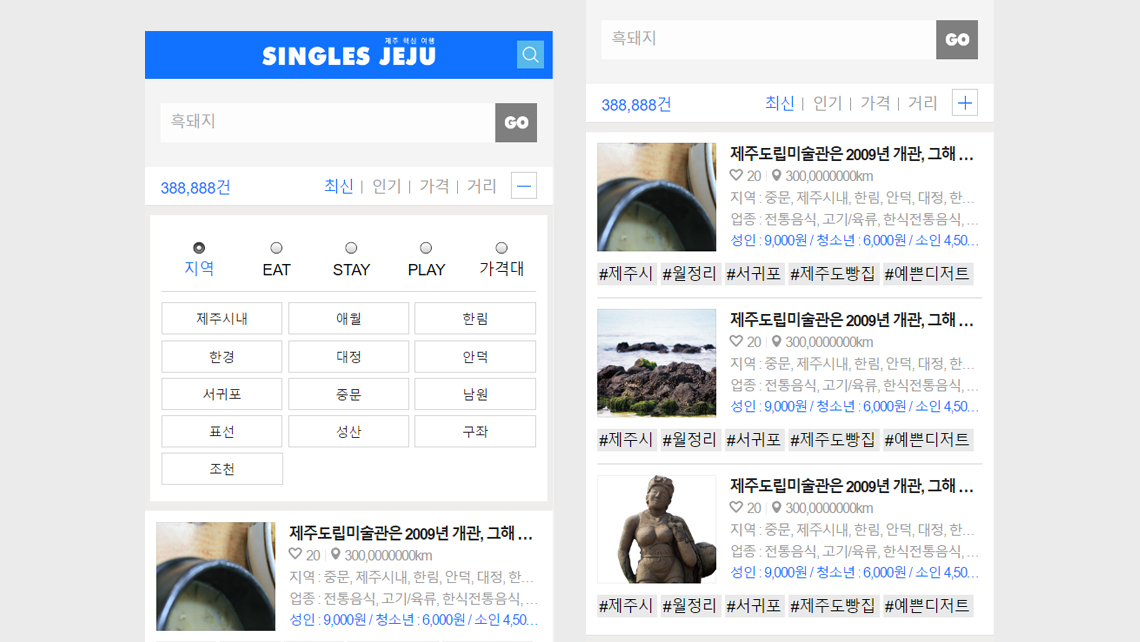 제주 핵심 여행
SINGLES JEJU
흑돼지 GO
388,888건 최신 | 인기 | 가격 | 거리
지역 EAT STAY PLAY 가격대
제주시내 애월 한림
한경 대정 안덕
서귀포 중문 남원
표선 성산 구좌
조천
제주도립미술관은 2009년 개관, 그해 ...
20 | 300,0000000km
지역 : 중문, 제주시내, 한림, 안덕, 대정, 한...
업종 : 전통음식, 고기/육류, 한식전통음식, ...
성인 : 9,000원 / 청소년 : 6,000원 / 소인 4,50...
흑돼지 GO
388,888건 최신 | 인기 | 가격 | 거리
제주도립미술관은 2009년 개관, 그해 ...
20 | 300,0000000km
지역 : 중문, 제주시내, 한림, 안덕, 대정, 한...
업종 : 전통음식, 고기/육류, 한식전통음식, ...
성인 : 9,000원 / 청소년 : 6,000원 / 소인 4,50...
#제주시 #월정리 #서귀포 #제주도빵집 #예쁜디저트
제주도립미술관은 2009년 개관, 그해 ...
20 | 300,0000000km
지역 : 중문, 제주시내, 한림, 안덕, 대정, 한...
업종 : 전통음식, 고기/육류, 한식전통음식, ...
성인 : 9,000원 / 청소년 : 6,000원 / 소인 4,50...
#제주시 #월정리 #서귀포 #제주도빵집 #예쁜디저트
제주도립미술관은 2009년 개관, 그해 ...
20 | 300,0000000km
지역 : 중문, 제주시내, 한림, 안덕, 대정, 한...
업종 : 전통음식, 고기/육류, 한식전통음식, ...
성인 : 9,000원 / 청소년 : 6,000원 / 소인 4,50...
#제주시 #월정리 #서귀포 #제주도빵집 #예쁜디저트